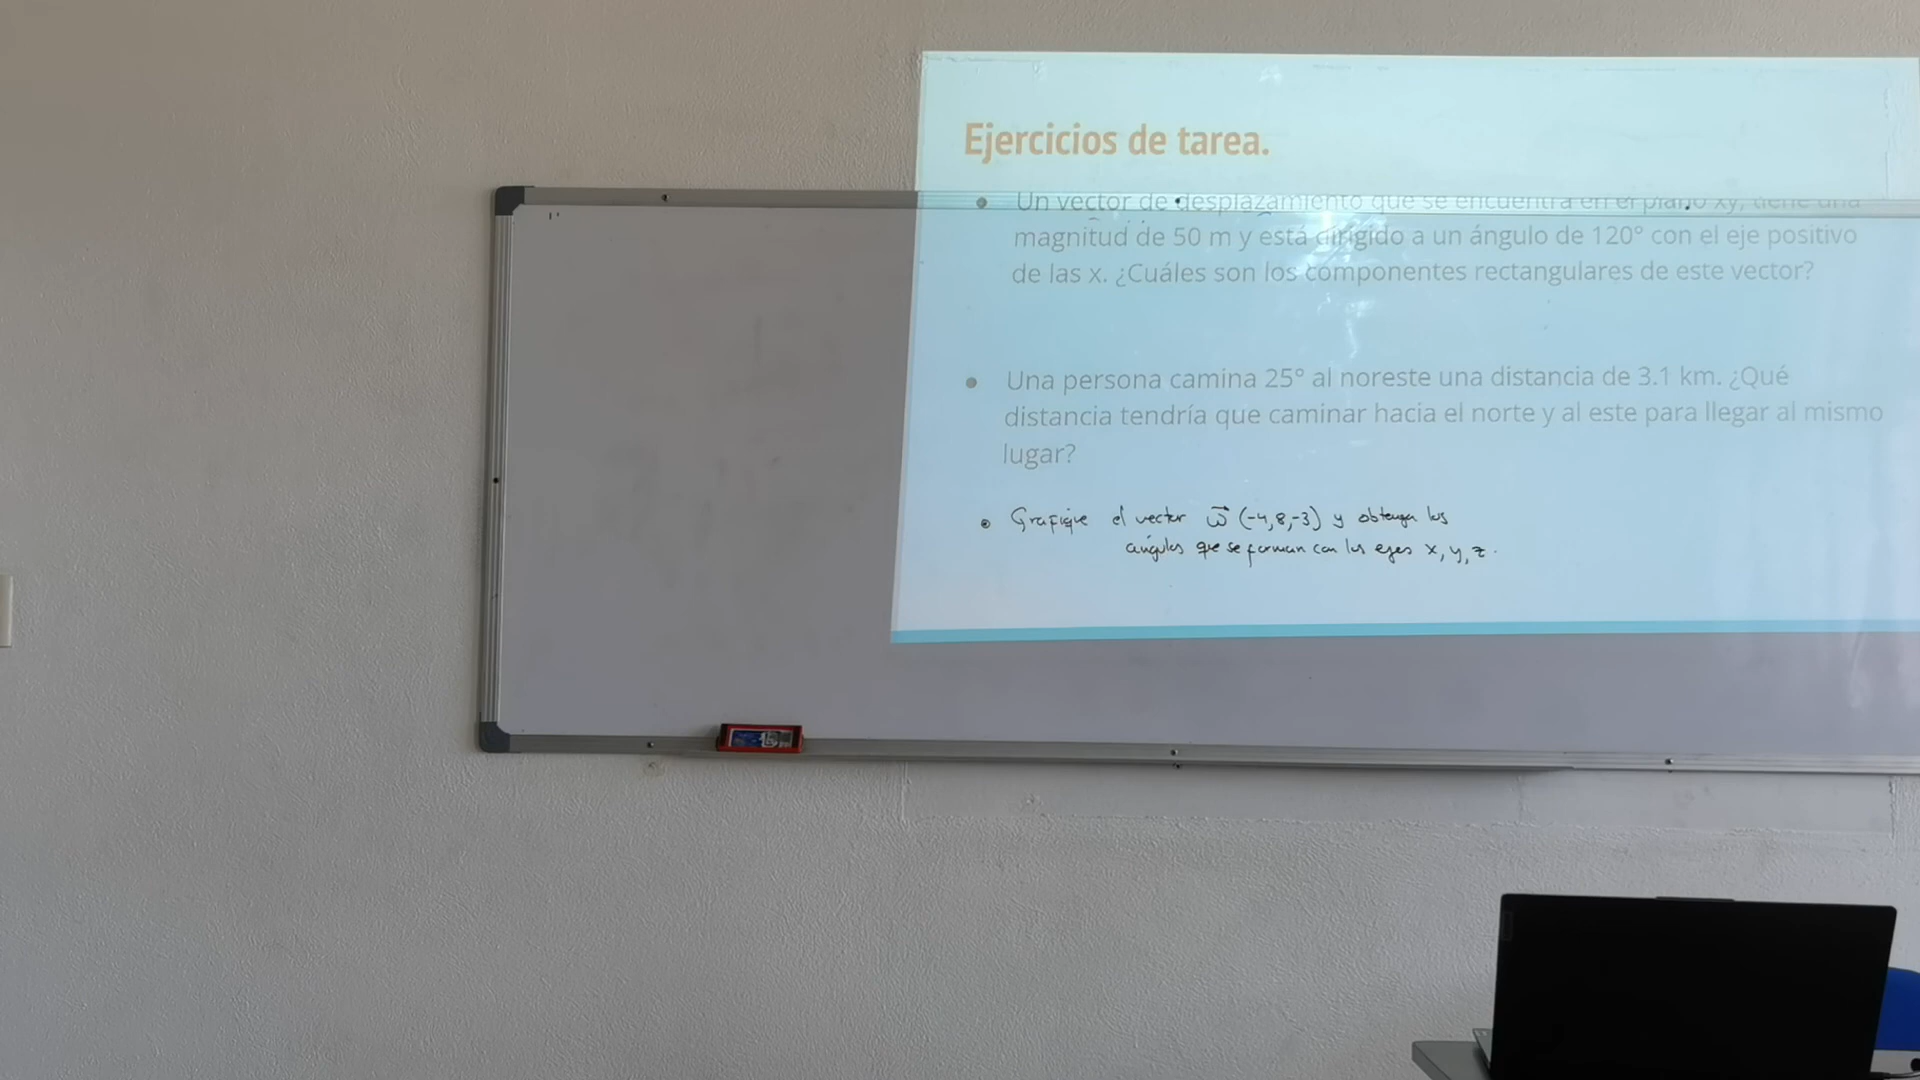 Ejercicios de tarea.
Un vector de desplazamiento que se encuentra en el plano xy, tiene una
magnitud de 50 m y está dirigido a un ángulo de 120° con el eje positivo
de las x. ¿Cuáles son los componentes rectangulares de este vector?
Una persona camina 25° al noreste una distancia de 3.1 km. ¿Qué
distancia tendría que caminar hacia el norte y al este para llegar al mismo
lugar?
Grafique el vector w⃗ (-4,8,-3) y obtenga los
ángulos que se forman con los ejes x, y, z.